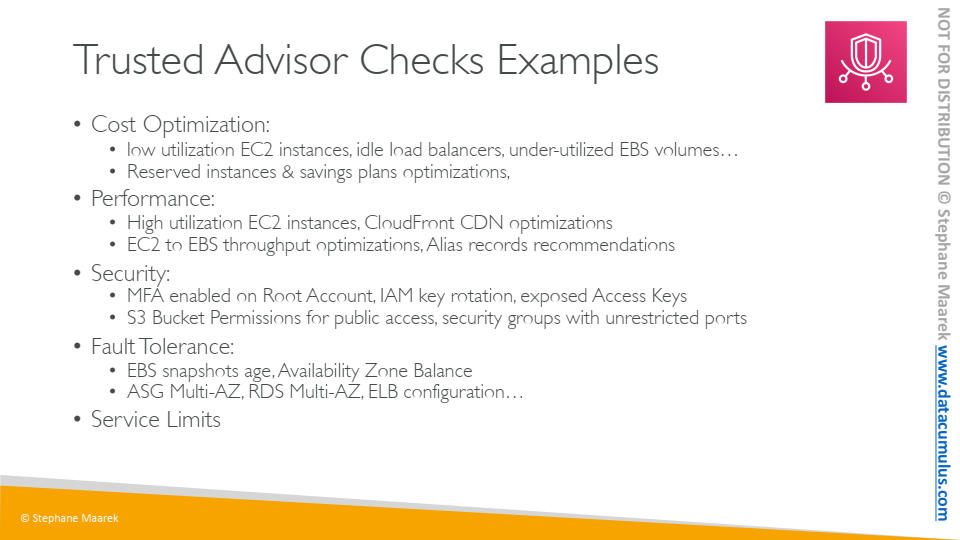 Trusted Advisor Checks Examples
• Cost Optimization:
• low utilization EC2 instances, idle load balancers, under-utilized EBS volumes…
• Reserved instances & savings plans optimizations,
• Performance:
• High utilization EC2 instances, CloudFront CDN optimizations
• EC2 to EBS throughput optimizations, Alias records recommendations
• Security:
• MFA enabled on Root Account, IAM key rotation, exposed Access Keys
• S3 Bucket Permissions for public access, security groups with unrestricted ports
• Fault Tolerance:
• EBS snapshots age, Availability Zone Balance
• ASG Multi-AZ, RDS Multi-AZ, ELB configuration…
• Service Limits
© Stephane Maarek
NOT FOR DISTRIBUTION © Stephane Maarek www.datacumulus.com